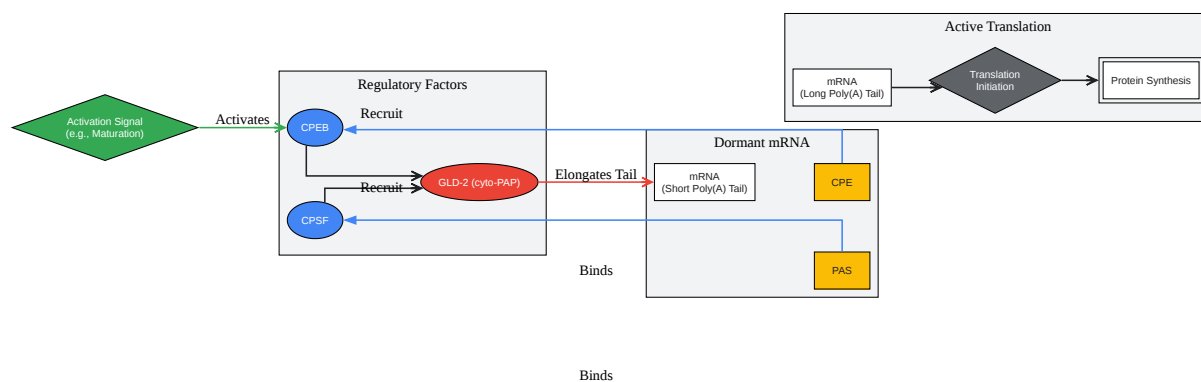 Active Translation
mRNA
(Long Poly(A) Tail)
Translation
Initiation
Protein Synthesis
Regulatory Factors
Activation Signal
(e.g., Maturation)
Activates
CPEB
Recruit
GLD-2 (cyto-PAP)
Recruit
CPSF
Elongates Tail
Dormant mRNA
mRNA
(Short Poly(A) Tail)
CPE
PAS
Binds
Binds